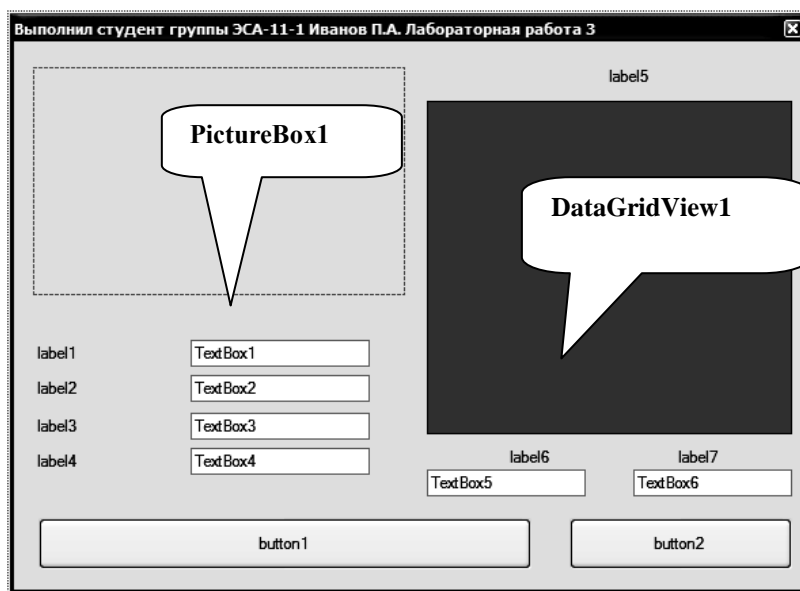 Выполнил студент группы ЭСА-11-1 Иванов П.А. Лабораторная работа 3
label5
PictureBox1
DataGridView1
label1 TextBox1
label2 TextBox2
label3 TextBox3
label4 TextBox4
label6 label7
TextBox5 TextBox6
button1 button2